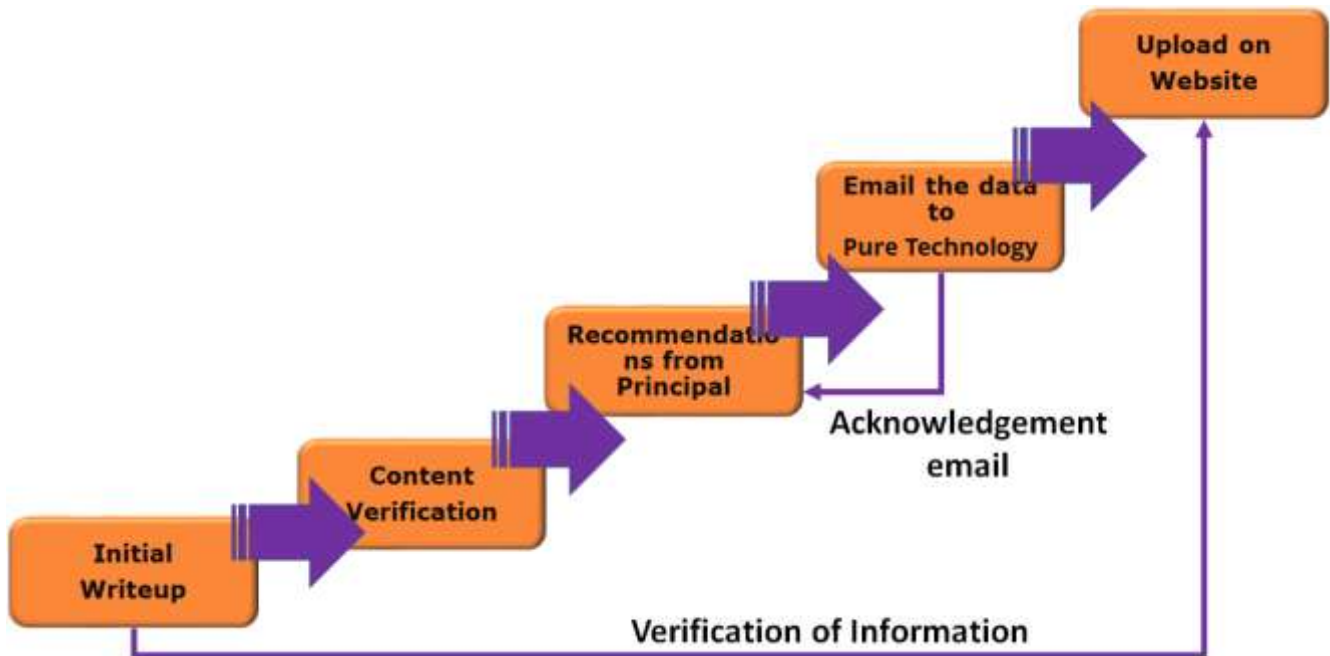 Upload on
Website
Email the data
to
Pure Technology
Recommendatio
ns from
Principal
Acknowledgement
email
Content
Verification
Initial
Writeup
Verification of Information